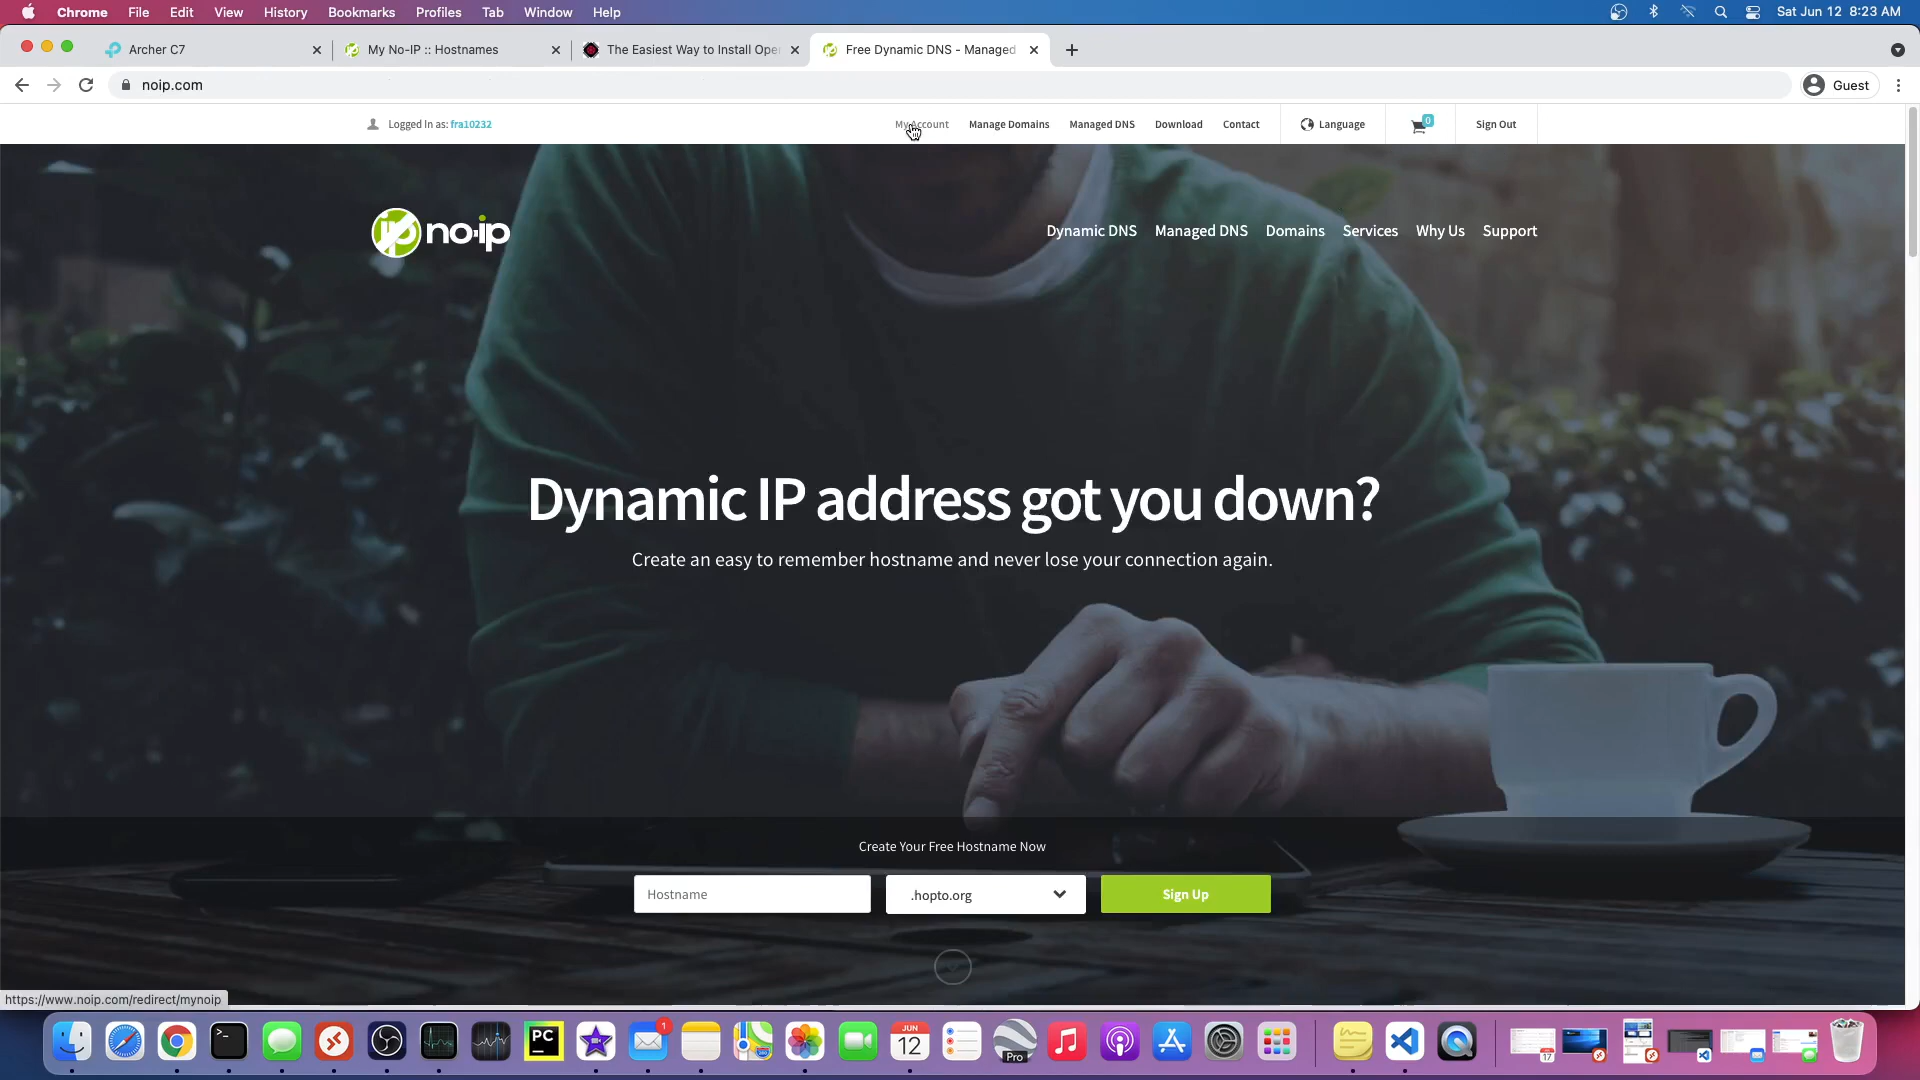 Chrome File Edit View History Bookmarks Profiles Tab Window Help Sat Jun 12 8:23 AM
Archer C7 My No-IP :: Hostnames The Easiest Way to Install Ope Free Dynamic DNS - Managed
noip.com Guest
Logged In as: fra10232 My Account Manage Domains Managed DNS Download Contact Language 0 Sign Out
no-ip Dynamic DNS Managed DNS Domains Services Why Us Support
Dynamic IP address got you down?
Create an easy to remember hostname and never lose your connection again.
Create Your Free Hostname Now
Hostname .hopto.org Sign Up
https://www.noip.com/redirect/mynoip
PC 1 JUN 12 Pro 17